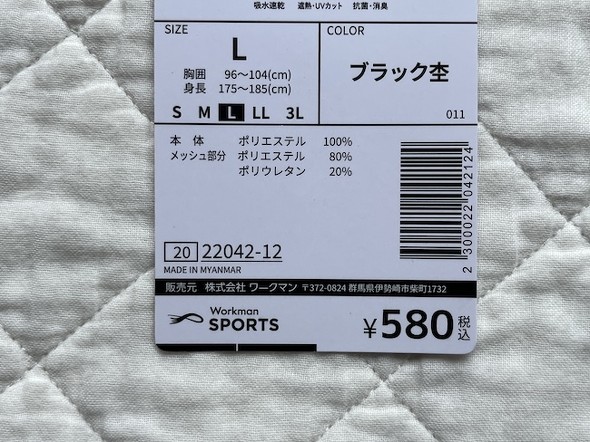 吸水速乾 遮熱・UVカット 抗菌・消臭
SIZE
L
胸囲 96〜104(cm)
身長 175〜185(cm)
S M L LL 3L
COLOR
ブラック杢
011
本体 ポリエステル 100%
メッシュ部分 ポリエステル 80%
ポリウレタン 20%
2 300022 042124
20 22042-12
MADE IN MYANMAR
販売元 株式会社 ワークマン 〒372-0824 群馬県伊勢崎市柴町1732
Workman
SPORTS
¥580税込